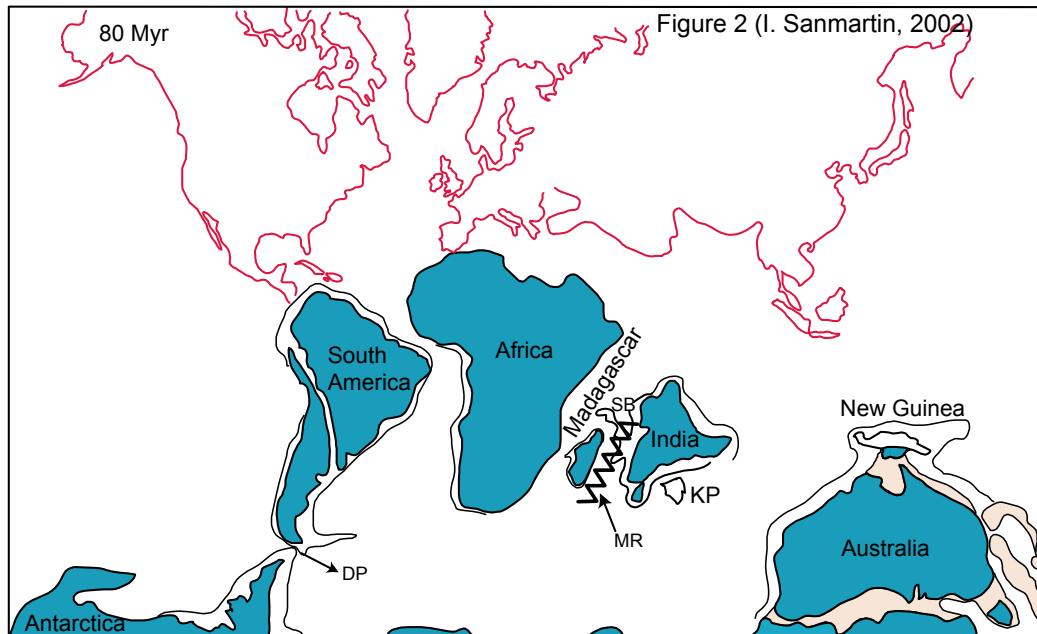 80 Myr
Figure 2 (I. Sanmartin, 2002)
South
America
Africa
Madagascar
SB
India
New Guinea
KP
MR
Australia
DP
Antarctica